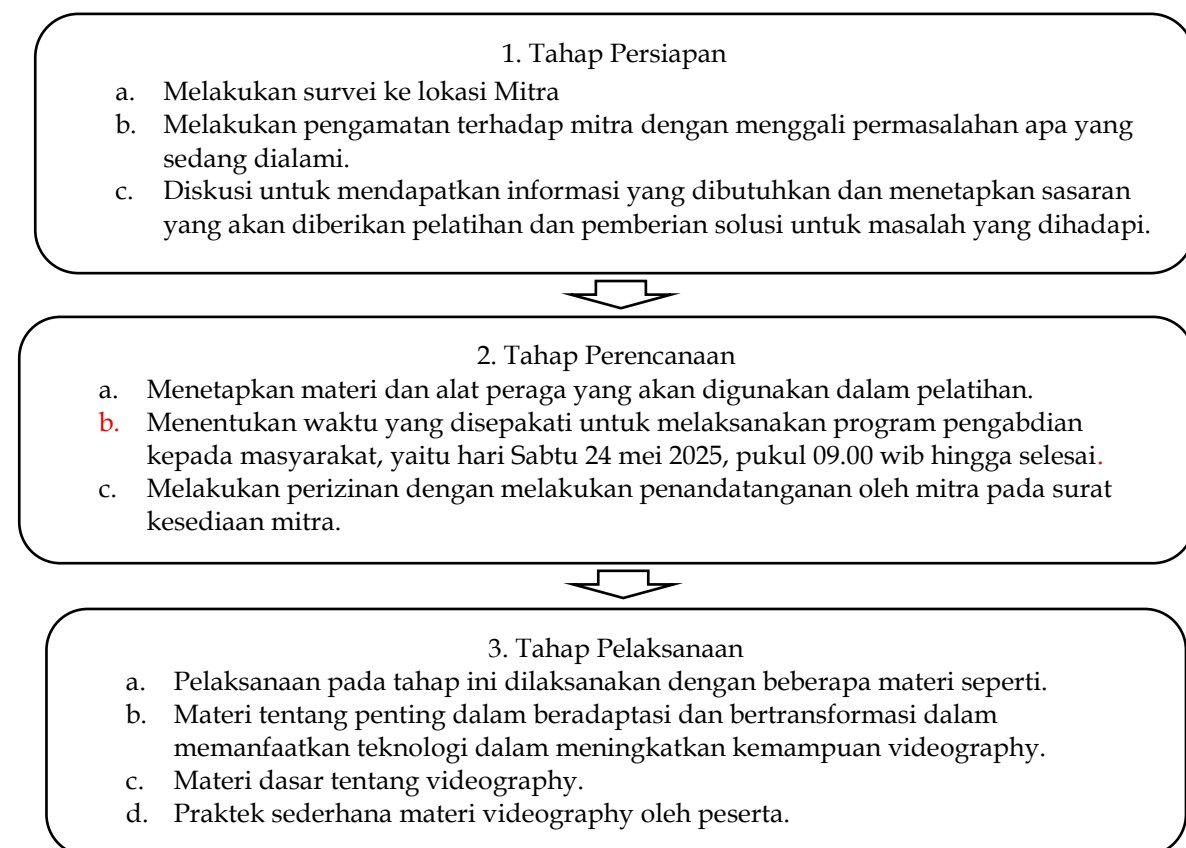 1. Tahap Persiapan
a. Melakukan survei ke lokasi Mitra
b. Melakukan pengamatan terhadap mitra dengan menggali permasalahan apa yang
sedang dialami.
c. Diskusi untuk mendapatkan informasi yang dibutuhkan dan menetapkan sasaran
yang akan diberikan pelatihan dan pemberian solusi untuk masalah yang dihadapi.
2. Tahap Perencanaan
a. Menetapkan materi dan alat peraga yang akan digunakan dalam pelatihan.
b. Menentukan waktu yang disepakati untuk melaksanakan program pengabdian
kepada masyarakat, yaitu hari Sabtu 24 mei 2025, pukul 09.00 wib hingga selesai.
c. Melakukan perizinan dengan melakukan penandatanganan oleh mitra pada surat
kesediaan mitra.
3. Tahap Pelaksanaan
a. Pelaksanaan pada tahap ini dilaksanakan dengan beberapa materi seperti.
b. Materi tentang penting dalam beradaptasi dan bertransformasi dalam
memanfaatkan teknologi dalam meningkatkan kemampuan videography.
c. Materi dasar tentang videography.
d. Praktek sederhana materi videography oleh peserta.